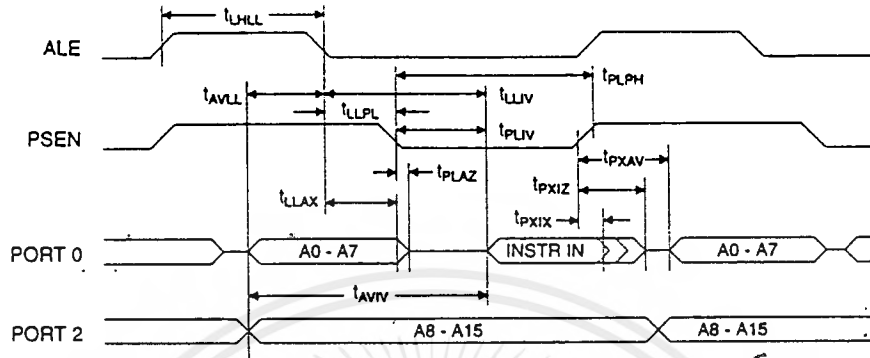 tLHLL
ALE
tPLPH
tAVLL
tLLIV
tLLPL
PSEN
tPLIV
tPXAV
tPLAZ
tPXIZ
tLLAX
tPXIX
PORT 0
A0 - A7
INSTR IN
A0 - A7
tAVIV
PORT 2
A8 - A15
A8 - A15